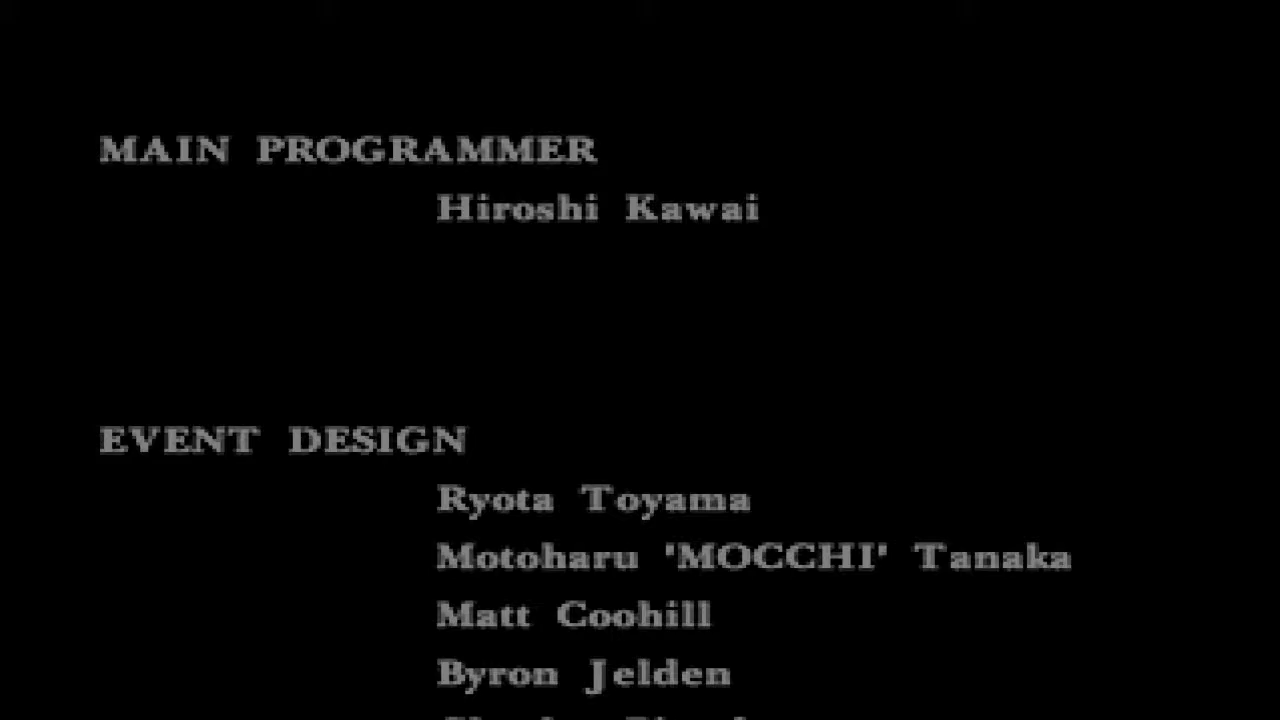 MAIN PROGRAMMER
Hiroshi Kawai
EVENT DESIGN
Ryota Toyama
Motoharu 'MOCCHI' Tanaka
Matt Coohill
Byron Jelden